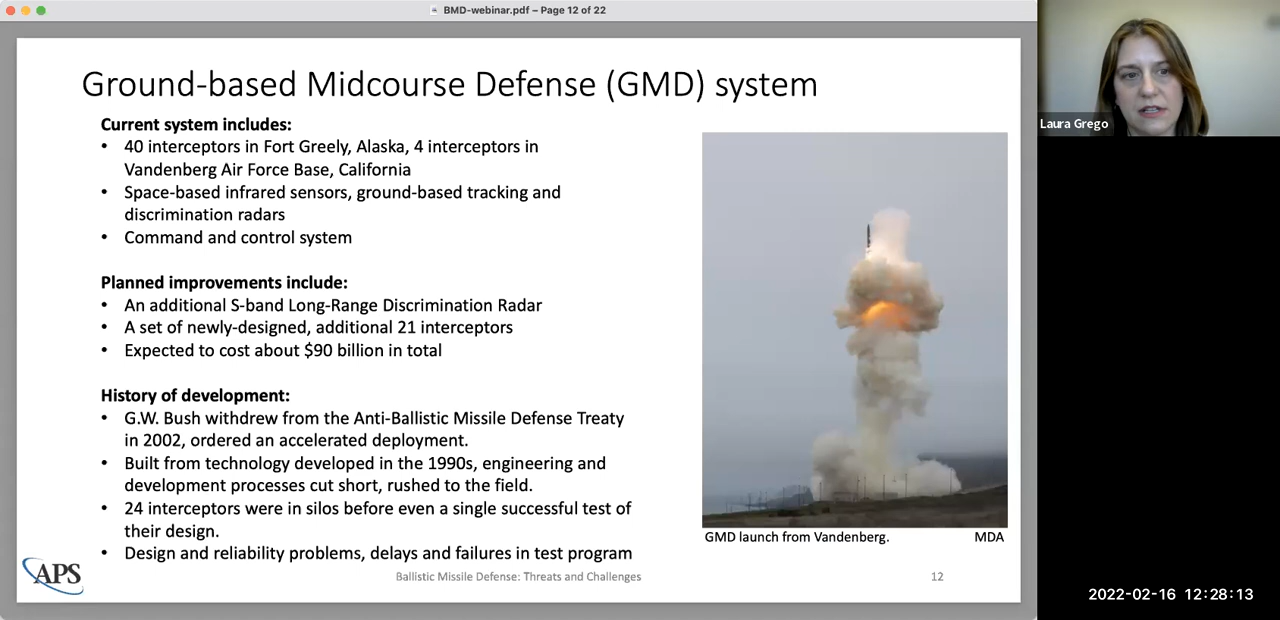 BMD-webinar.pdf – Page 12 of 22
Ground-based Midcourse Defense (GMD) system
Current system includes:
• 40 interceptors in Fort Greely, Alaska, 4 interceptors in
Vandenberg Air Force Base, California
• Space-based infrared sensors, ground-based tracking and
discrimination radars
• Command and control system
Planned improvements include:
• An additional S-band Long-Range Discrimination Radar
• A set of newly-designed, additional 21 interceptors
• Expected to cost about $90 billion in total
History of development:
• G.W. Bush withdrew from the Anti-Ballistic Missile Defense Treaty
in 2002, ordered an accelerated deployment.
• Built from technology developed in the 1990s, engineering and
development processes cut short, rushed to the field.
• 24 interceptors were in silos before even a single successful test of
their design.
• Design and reliability problems, delays and failures in test program
GMD launch from Vandenberg. MDA
APS
Ballistic Missile Defense: Threats and Challenges
12
Laura Grego
2022-02-16 12:28:13